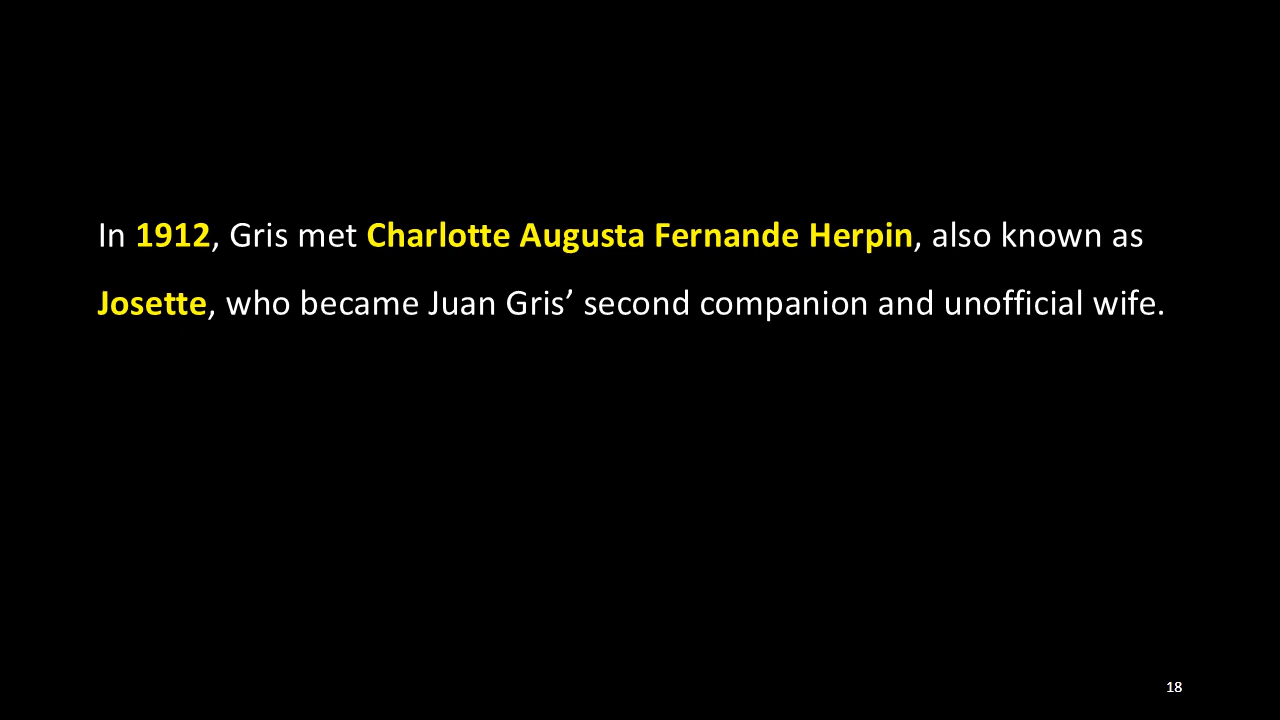 In 1912, Gris met Charlotte Augusta Fernande Herpin, also known as
Josette, who became Juan Gris’ second companion and unofficial wife.
18